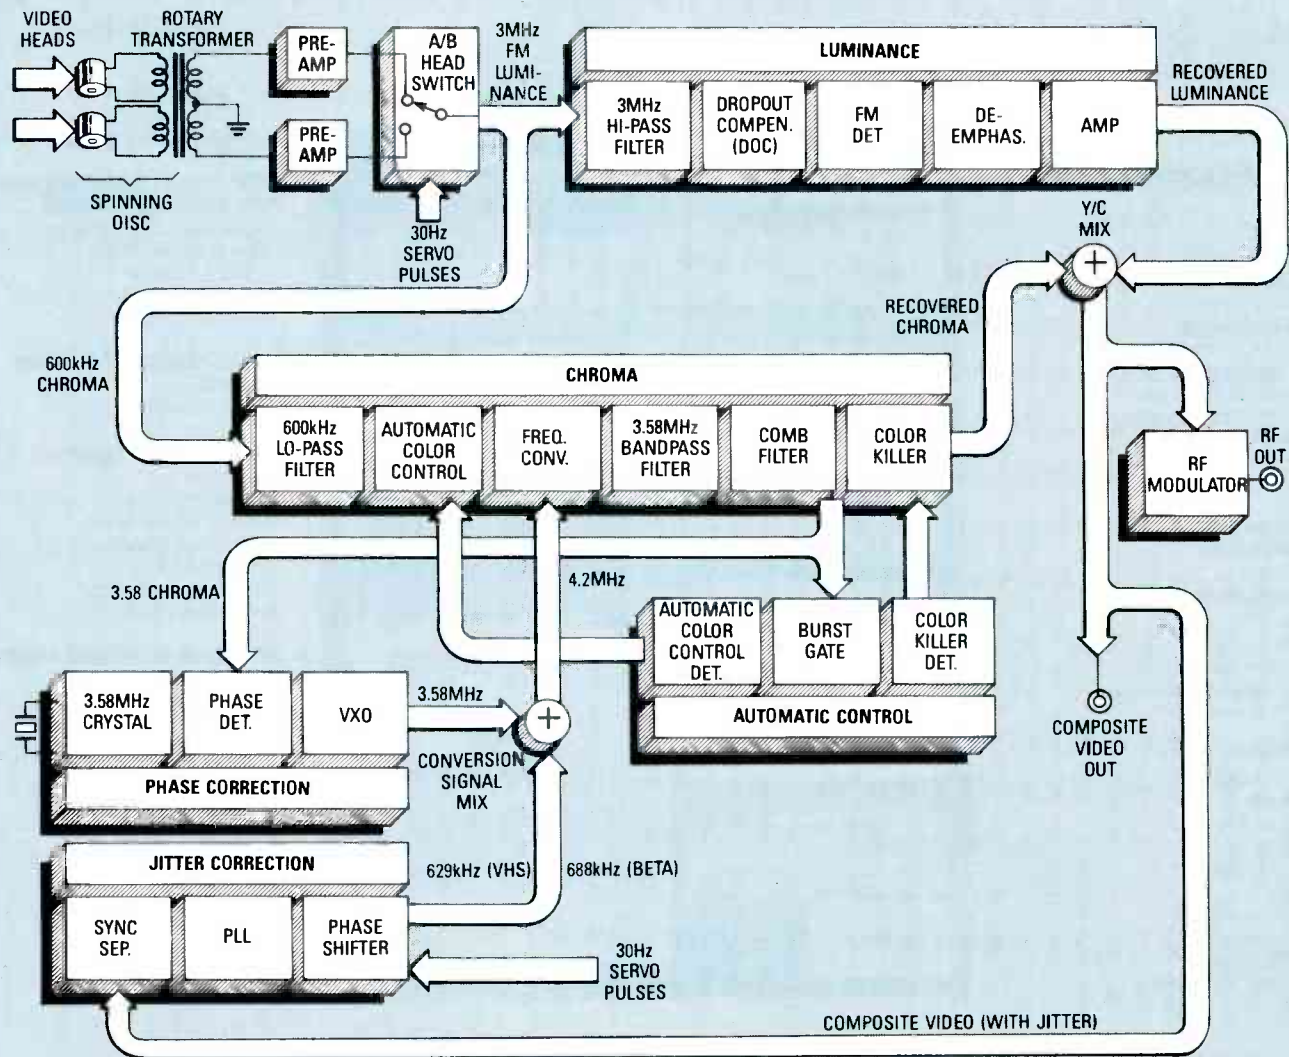 VIDEO
HEADS
ROTARY
TRANSFORMER
PRE-
AMP
PRE-
AMP
A/B
HEAD
SWITCH
3MHz
FM
LUMI-
NANCE
SPINNING
DISC
30Hz
SERVO
PULSES
LUMINANCE
3MHz
HI-PASS
FILTER
DROPOUT
COMPEN.
(DOC)
FM
DET
DE-
EMPHAS.
AMP
RECOVERED
LUMINANCE
Y/C
MIX
+
RECOVERED
CHROMA
600kHz
CHROMA
CHROMA
600kHz
LO-PASS
FILTER
AUTOMATIC
COLOR
CONTROL
FREQ.
CONV.
3.58MHz
BANDPASS
FILTER
COMB
FILTER
COLOR
KILLER
RF
MODULATOR
RF
OUT
3.58 CHROMA
4.2MHz
AUTOMATIC
COLOR
CONTROL
DET.
BURST
GATE
COLOR
KILLER
DET.
AUTOMATIC CONTROL
3.58MHz
CRYSTAL
PHASE
DET.
VXO
PHASE CORRECTION
3.58MHz
+
CONVERSION
SIGNAL
MIX
COMPOSITE
VIDEO
OUT
JITTER CORRECTION
SYNC
SEP.
PLL
PHASE
SHIFTER
629kHz (VHS)
688kHz (BETA)
30Hz
SERVO
PULSES
COMPOSITE VIDEO (WITH JITTER)